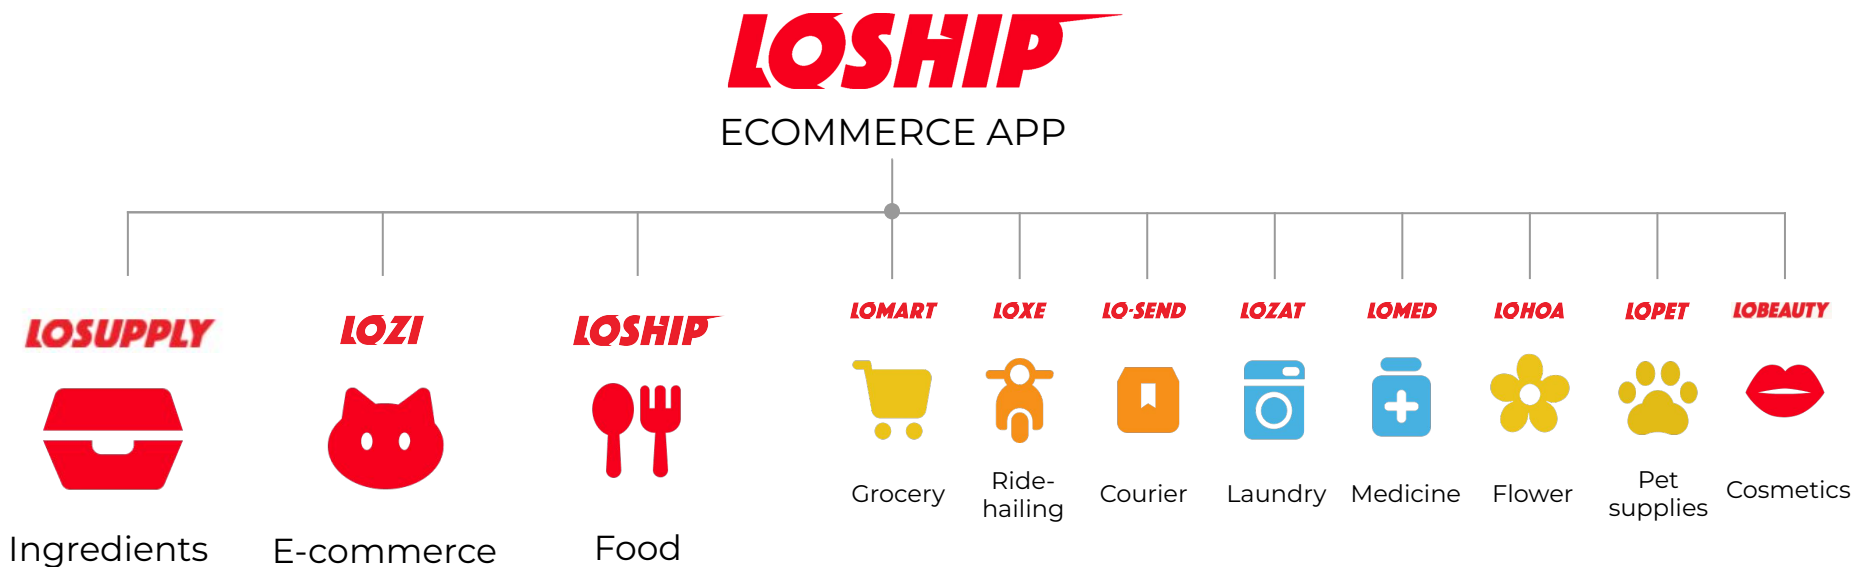 LOSHIP
ECOMMERCE APP
LOSUPPLY
LOZI
LOSHIP
LOMART
LOXE
LO-SEND
LOZAT
LOMED
LOHOA
LOPET
LOBEAUTY
Ingredients
E-commerce
Food
Grocery
Ride-
hailing
Courier
Laundry
Medicine
Flower
Pet
supplies
Cosmetics